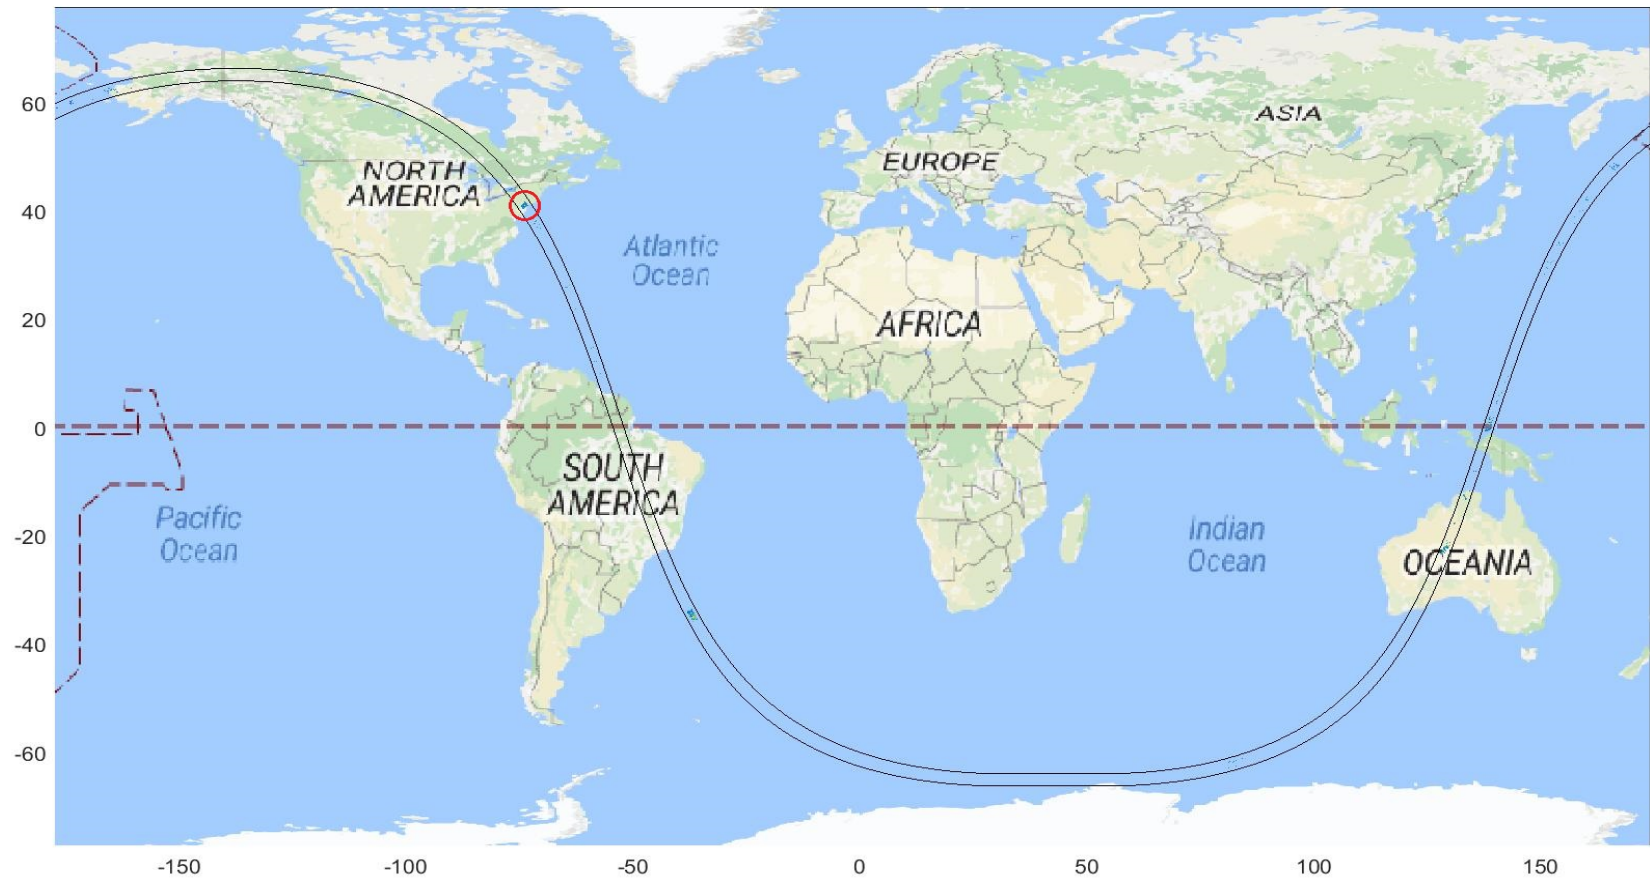 60
40
20
0
-20
-40
-60
NORTH
AMERICA
Atlantic
Ocean
EUROPE
ASIA
AFRICA
SOUTH
AMERICA
Pacific
Ocean
Indian
Ocean
OCEANIA
-150
-100
-50
0
50
100
150